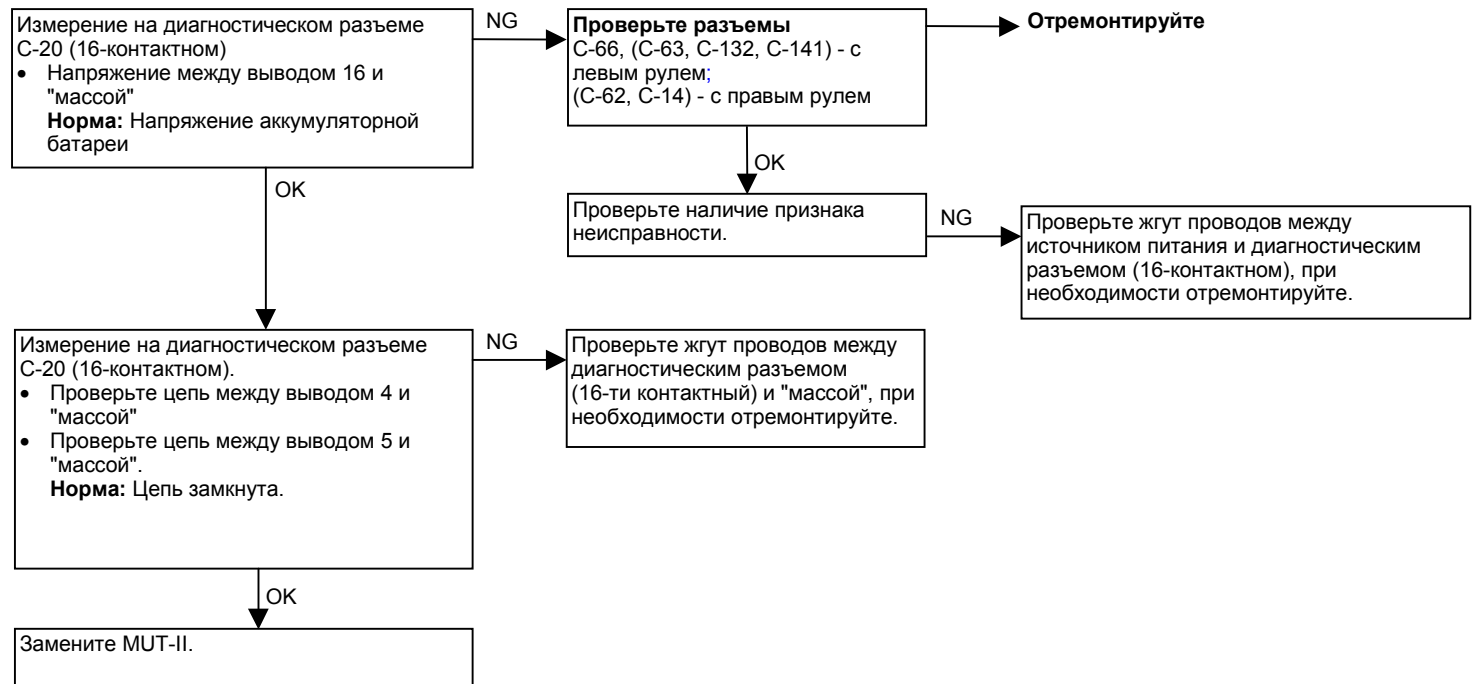 Измерение на диагностическом разъеме
С-20 (16-контактном)
• Напряжение между выводом 16 и
"массой"
Норма: Напряжение аккумуляторной
батареи
NG
Проверьте разъемы
С-66, (С-63, С-132, С-141) - с
левым рулем;
(С-62, С-14) - с правым рулем
Отремонтируйте
OK
OK
Проверьте наличие признака
неисправности.
NG
Проверьте жгут проводов между
источником питания и диагностическим
разъемом (16-контактном), при
необходимости отремонтируйте.
Измерение на диагностическом разъеме
С-20 (16-контактном).
• Проверьте цепь между выводом 4 и
"массой"
• Проверьте цепь между выводом 5 и
"массой".
Норма: Цепь замкнута.
NG
Проверьте жгут проводов между
диагностическим разъемом
(16-ти контактный) и "массой", при
необходимости отремонтируйте.
OK
Замените MUT-II.